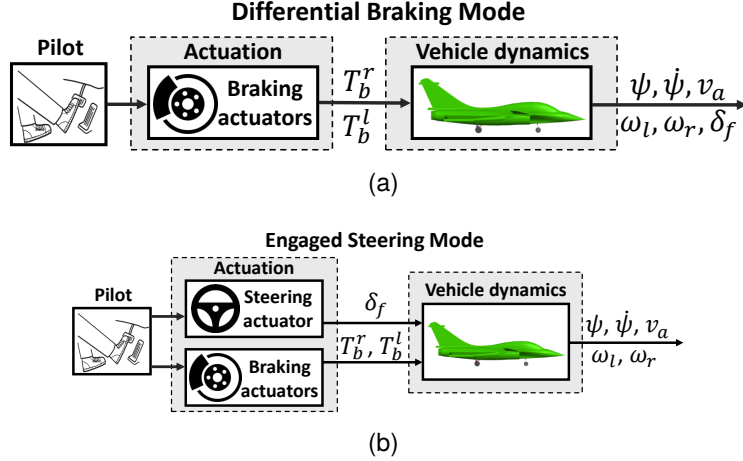 Differential Braking Mode
Pilot
Actuation
Vehicle dynamics
Braking
actuators
T_b^r
T_b^l
ψ, ψ̇, v_a
ω_l, ω_r, δ_f
(a)
Engaged Steering Mode
Actuation
Pilot
Steering
actuator
δ_f
Vehicle dynamics
Braking
actuators
T_b^r, T_b^l
ψ, ψ̇, v_a
ω_l, ω_r
(b)